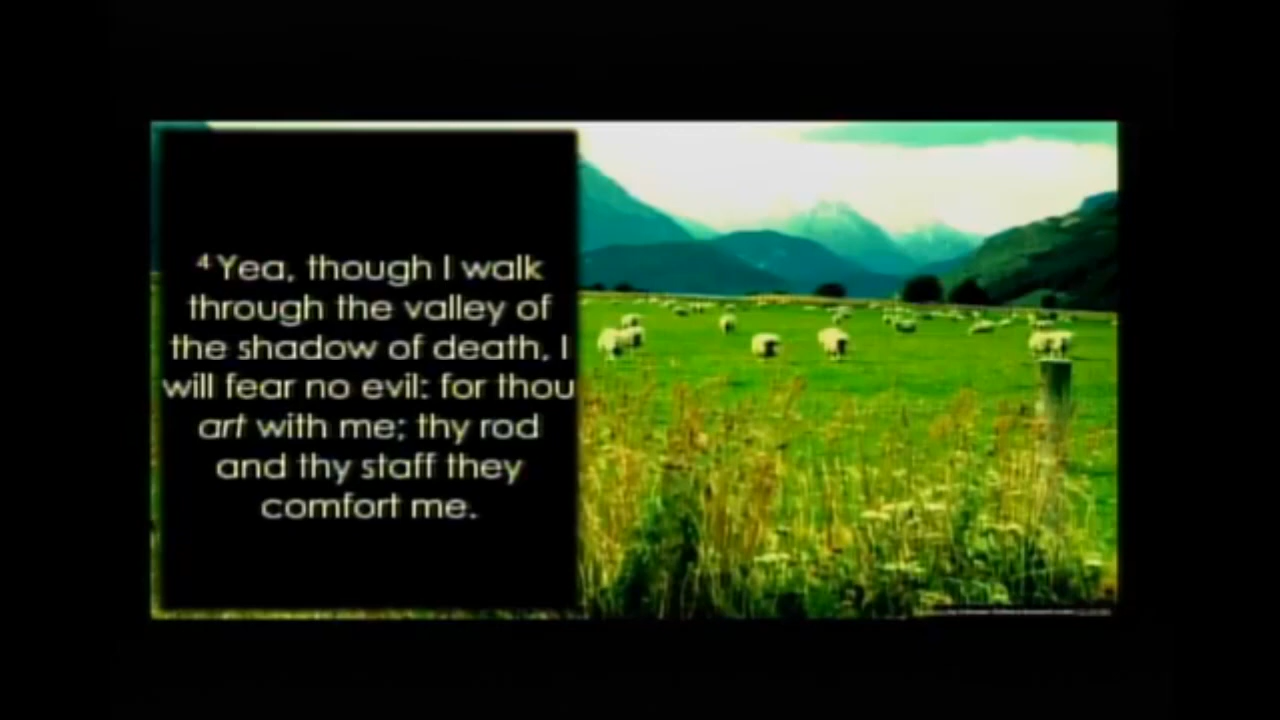 ⁴ Yea, though I walk
through the valley of
the shadow of death, I
will fear no evil: for thou
art with me; thy rod
and thy staff they
comfort me.